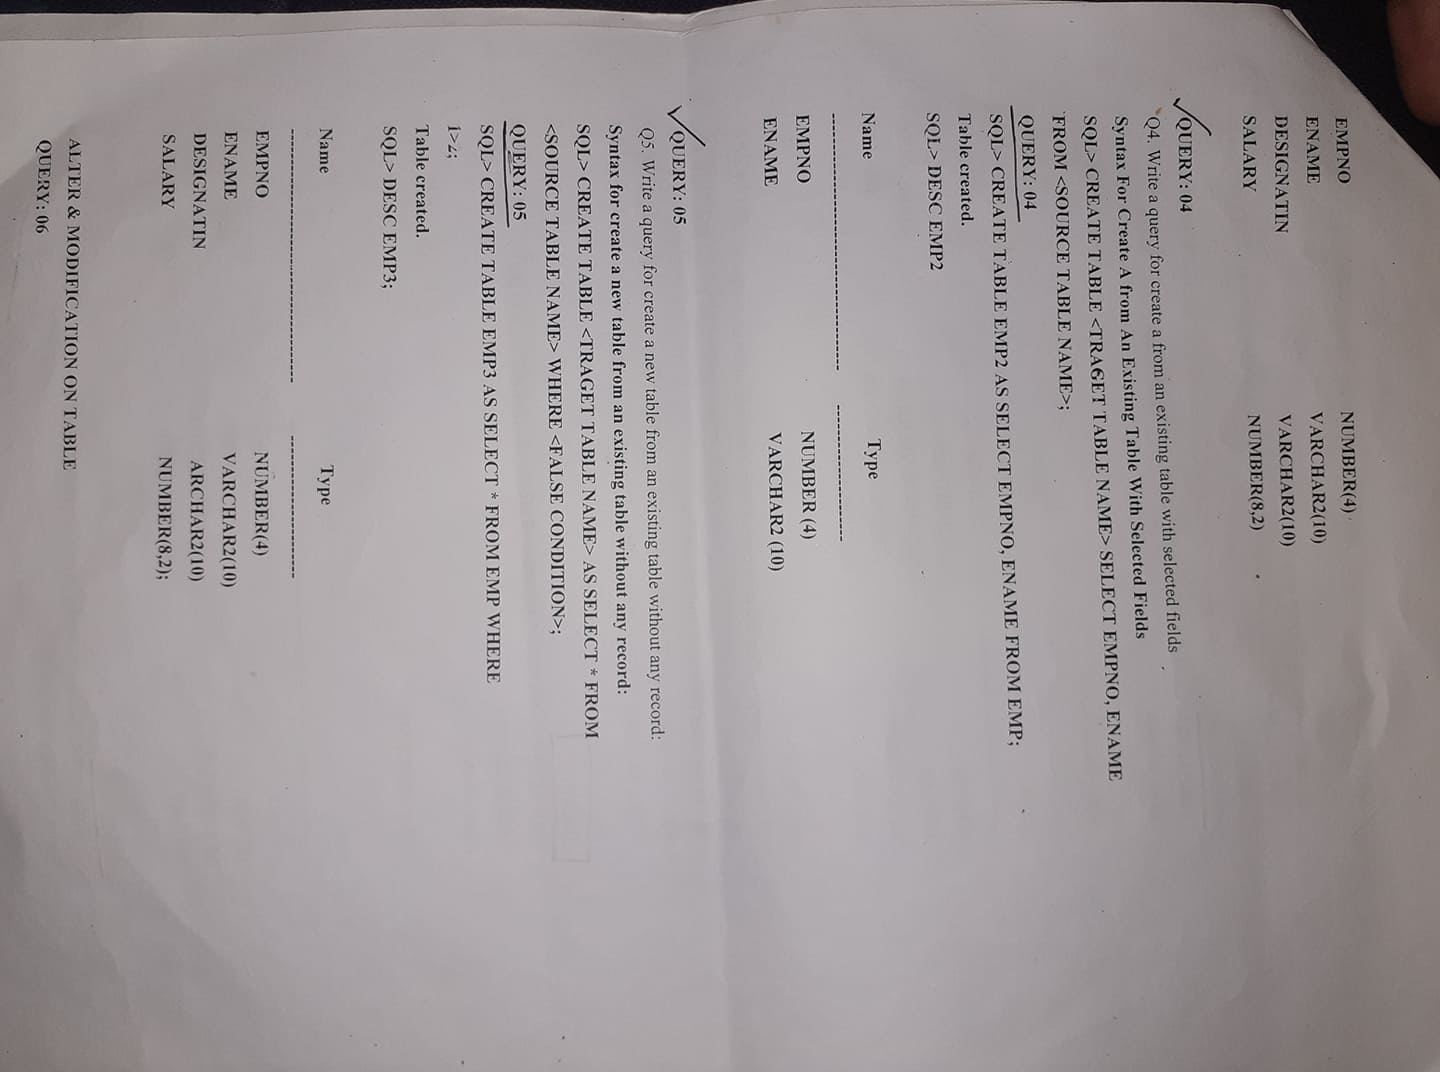 EMPNO NUMBER(4)
ENAME VARCHAR2(10)
DESIGNATIN VARCHAR2(10)
SALARY NUMBER(8,2)
QUERY: 04
Q4. Write a query for create a from an existing table with selected fields
Syntax For Create A from An Existing Table With Selected Fields
SQL> CREATE TABLE <TRAGET TABLE NAME> SELECT EMPNO, ENAME
FROM <SOURCE TABLE NAME>;
QUERY: 04
SQL> CREATE TABLE EMP2 AS SELECT EMPNO, ENAME FROM EMP;
Table created.
SQL> DESC EMP2
Name Type
------------------------------------------ ----------------------
EMPNO NUMBER (4)
ENAME VARCHAR2 (10)
QUERY: 05
Q5. Write a query for create a new table from an existing table without any record:
Syntax for create a new table from an existing table without any record:
SQL> CREATE TABLE <TRAGET TABLE NAME> AS SELECT * FROM
<SOURCE TABLE NAME> WHERE <FALSE CONDITION>;
QUERY: 05
SQL> CREATE TABLE EMP3 AS SELECT * FROM EMP WHERE
1>2;
Table created.
SQL> DESC EMP3;
Name Type
------------------------------------------ -----------------------
EMPNO NUMBER(4)
ENAME VARCHAR2(10)
DESIGNATIN ARCHAR2(10)
SALARY NUMBER(8,2);
ALTER & MODIFICATION ON TABLE
QUERY: 06